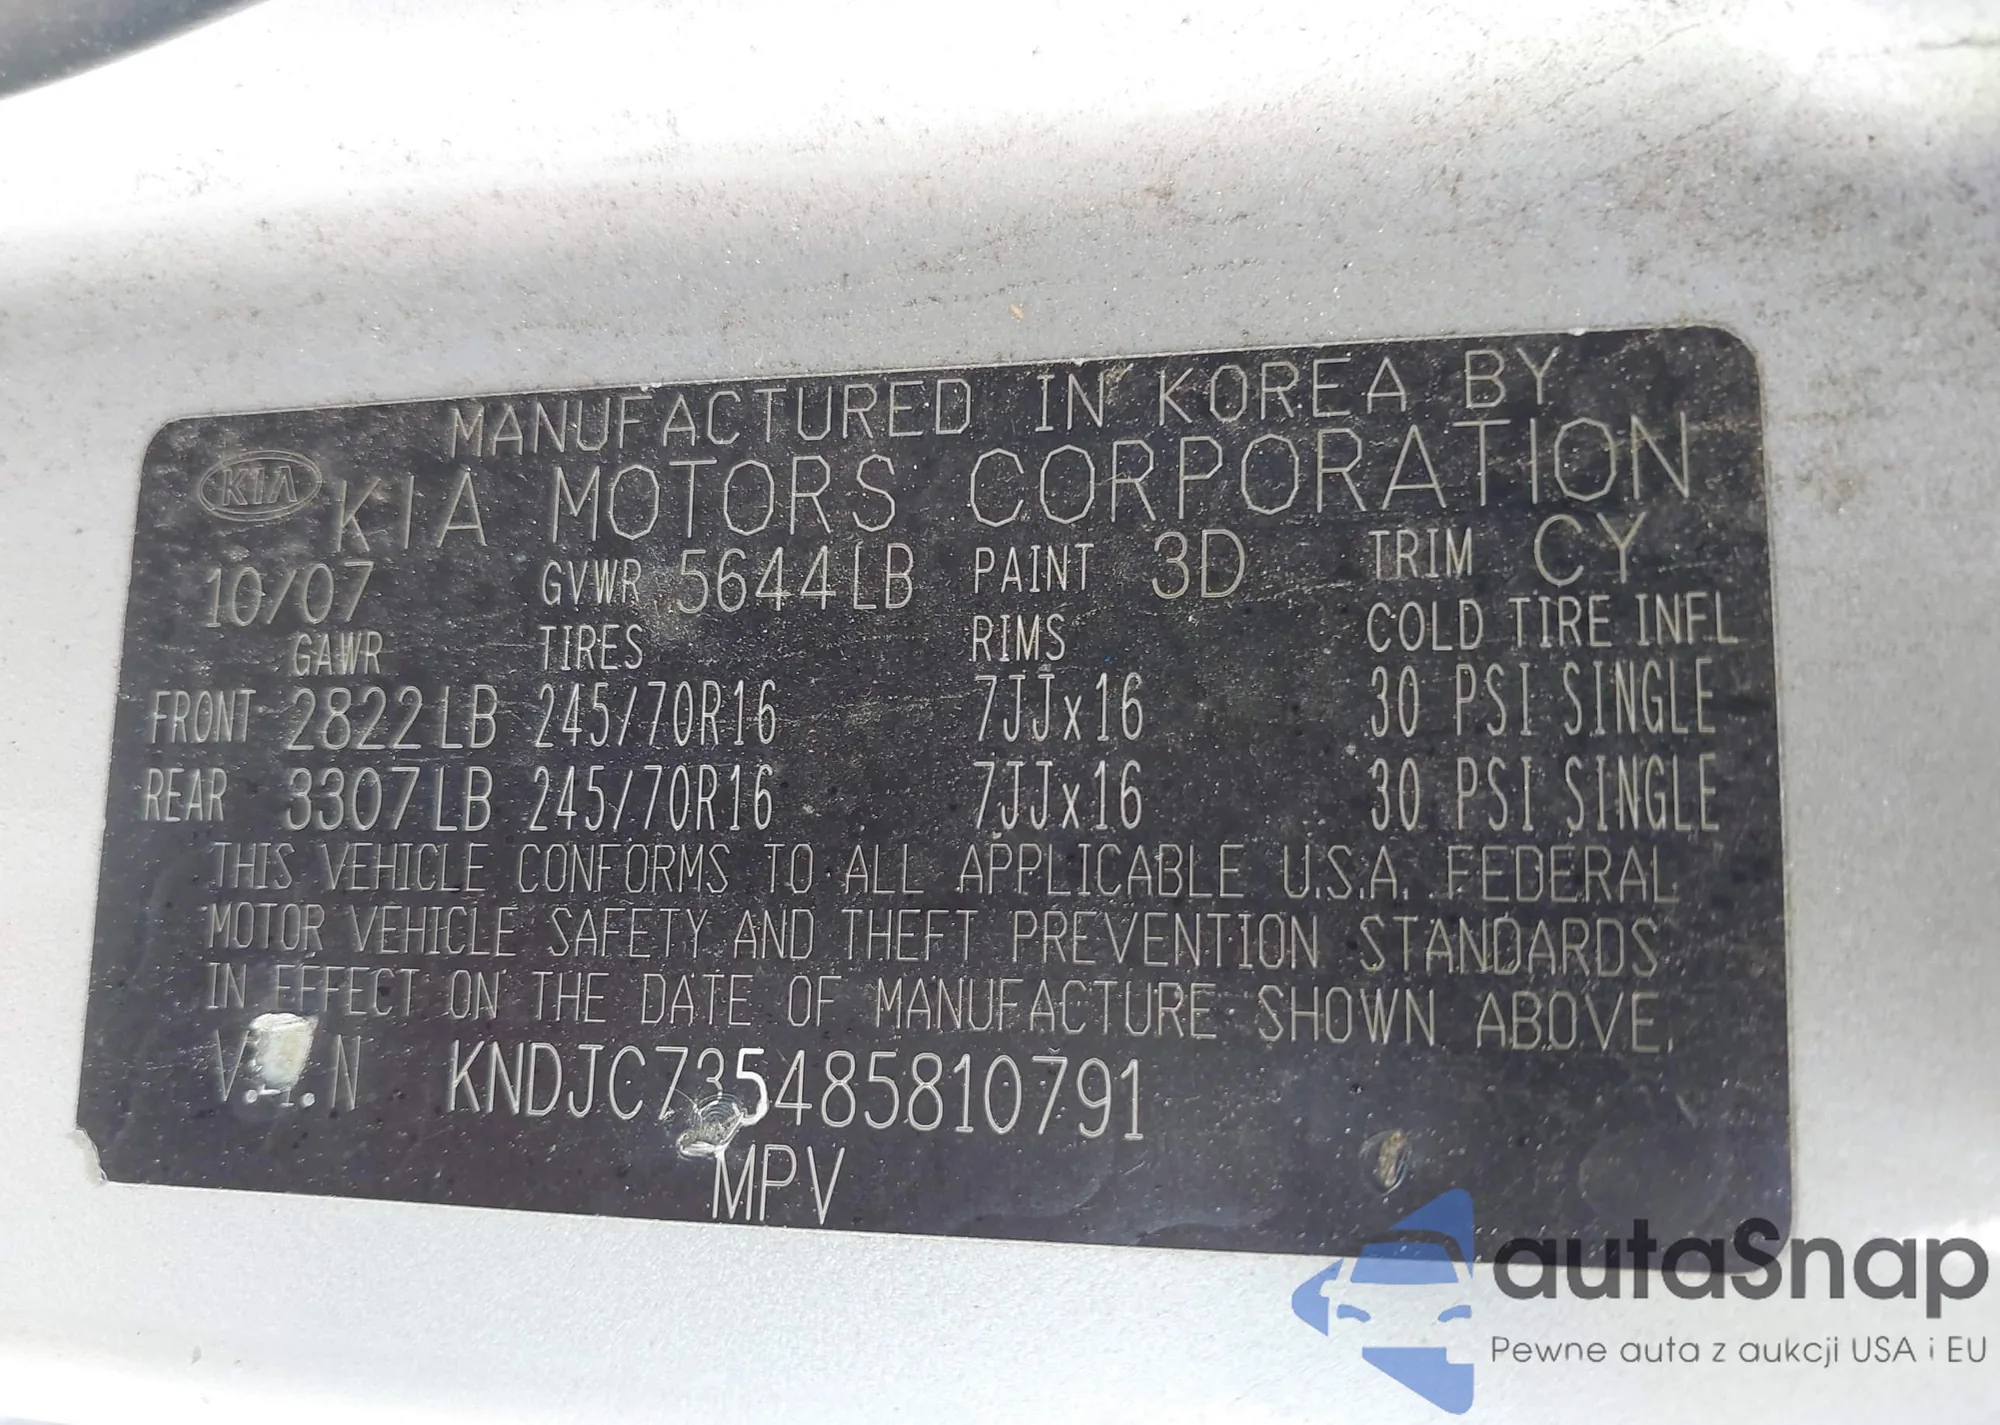 MANUFACTURED IN KOREA BY
KIA KIA MOTORS CORPORATION
10/07 GVWR 5644LB PAINT 3D TRIM CY
GAWR TIRES RIMS COLD TIRE INFL
FRONT 2822LB 245/70R16 7JJx16 30 PSI SINGLE
REAR 3307LB 245/70R16 7JJx16 30 PSI SINGLE
THIS VEHICLE CONFORMS TO ALL APPLICABLE U.S.A. FEDERAL
MOTOR VEHICLE SAFETY AND THEFT PREVENTION STANDARDS
IN EFFECT ON THE DATE OF MANUFACTURE SHOWN ABOVE.
V.I.N KNDJC735485810791
MPV
autaSnap
Pewne auta z aukcji USA i EU